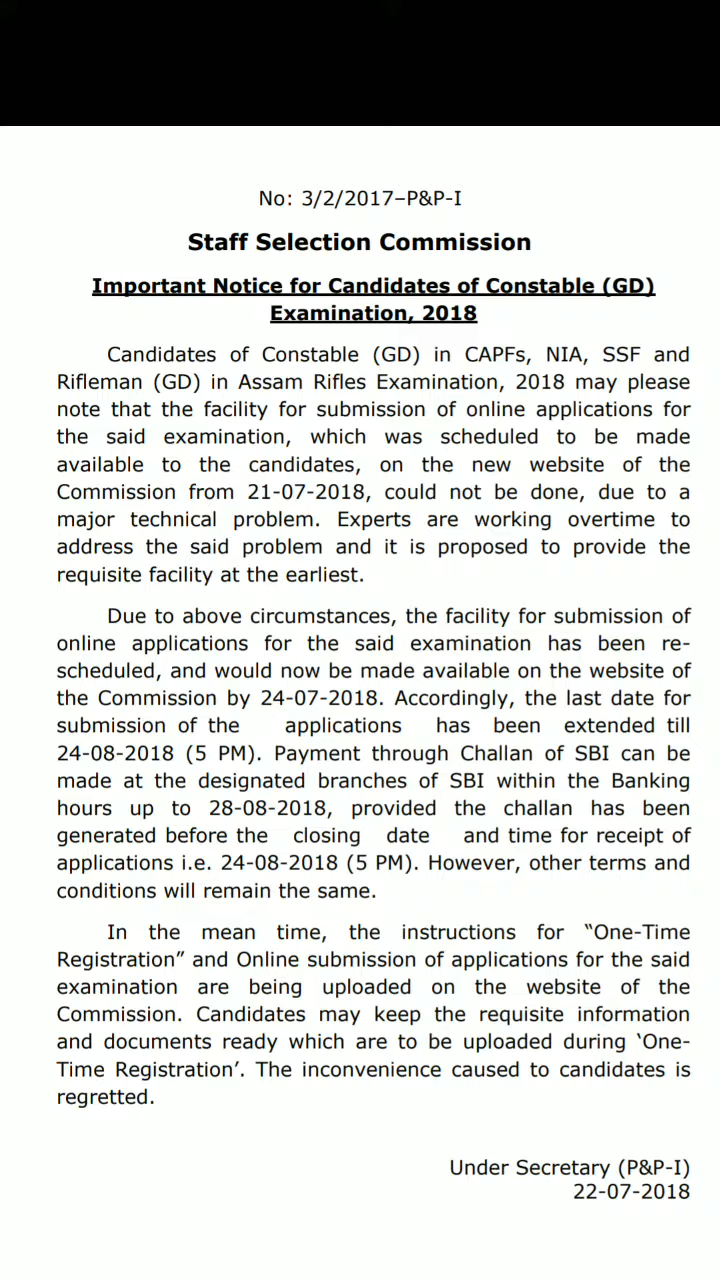 No: 3/2/2017–P&P-I
Staff Selection Commission
Important Notice for Candidates of Constable (GD)
Examination, 2018
Candidates of Constable (GD) in CAPFs, NIA, SSF and
Rifleman (GD) in Assam Rifles Examination, 2018 may please
note that the facility for submission of online applications for
the said examination, which was scheduled to be made
available to the candidates, on the new website of the
Commission from 21-07-2018, could not be done, due to a
major technical problem. Experts are working overtime to
address the said problem and it is proposed to provide the
requisite facility at the earliest.
Due to above circumstances, the facility for submission of
online applications for the said examination has been re-
scheduled, and would now be made available on the website of
the Commission by 24-07-2018. Accordingly, the last date for
submission of the applications has been extended till
24-08-2018 (5 PM). Payment through Challan of SBI can be
made at the designated branches of SBI within the Banking
hours up to 28-08-2018, provided the challan has been
generated before the closing date and time for receipt of
applications i.e. 24-08-2018 (5 PM). However, other terms and
conditions will remain the same.
In the mean time, the instructions for “One-Time
Registration” and Online submission of applications for the said
examination are being uploaded on the website of the
Commission. Candidates may keep the requisite information
and documents ready which are to be uploaded during ‘One-
Time Registration’. The inconvenience caused to candidates is
regretted.
Under Secretary (P&P-I)
22-07-2018